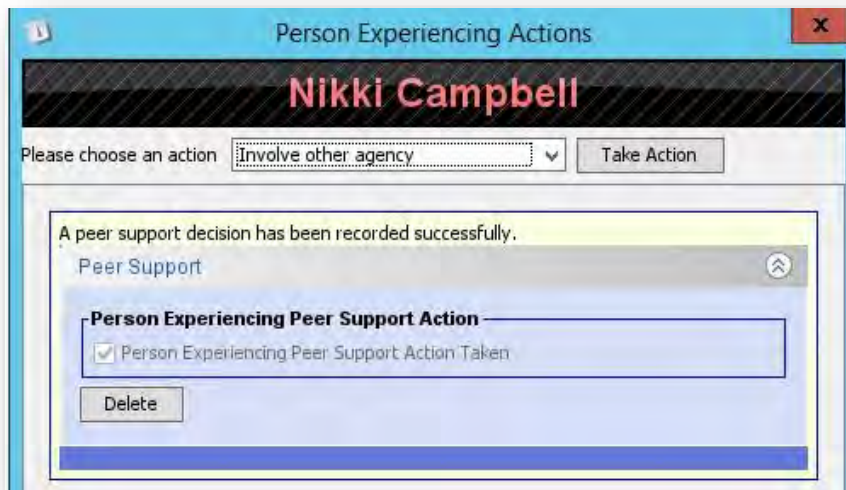 Person Experiencing Actions
x
Nikki Campbell
Please choose an action Involve other agency Take Action
A peer support decision has been recorded successfully.
Peer Support
Person Experiencing Peer Support Action
Person Experiencing Peer Support Action Taken
Delete